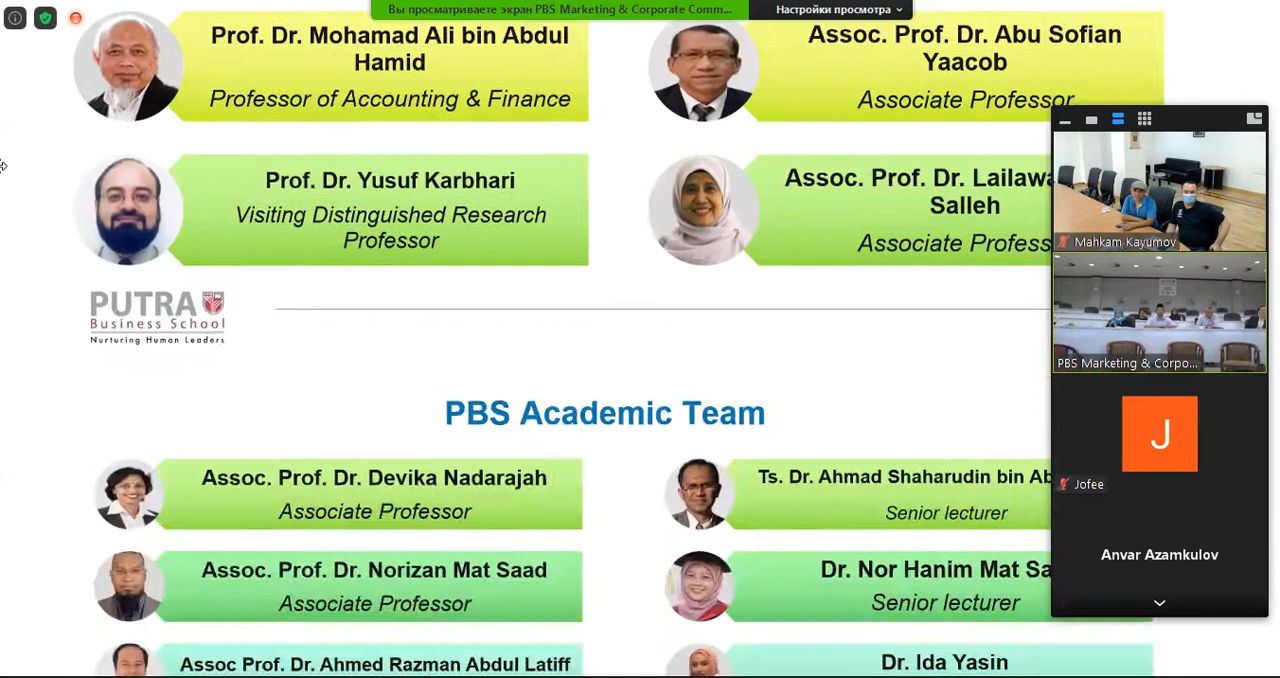 Вы просматриваете экран PBS Marketing & Corporate Comm...
Настройки просмотра
Prof. Dr. Mohamad Ali bin Abdul
Hamid
Professor of Accounting & Finance
Assoc. Prof. Dr. Abu Sofian
Yaacob
Associate Professor
Prof. Dr. Yusuf Karbhari
Visiting Distinguished Research
Professor
Assoc. Prof. Dr. Lailawa
Salleh
Associate Profess
PUTRA
Business School
Nurturing Human Leaders
PBS Academic Team
Assoc. Prof. Dr. Devika Nadarajah
Associate Professor
Ts. Dr. Ahmad Shaharudin bin Ab
Senior lecturer
Assoc. Prof. Dr. Norizan Mat Saad
Associate Professor
Dr. Nor Hanim Mat Sa
Senior lecturer
Assoc Prof. Dr. Ahmed Razman Abdul Latiff
Dr. Ida Yasin
Mahkam Kayumov
PBS Marketing & Corpo...
J
Jofee
Anvar Azamkulov